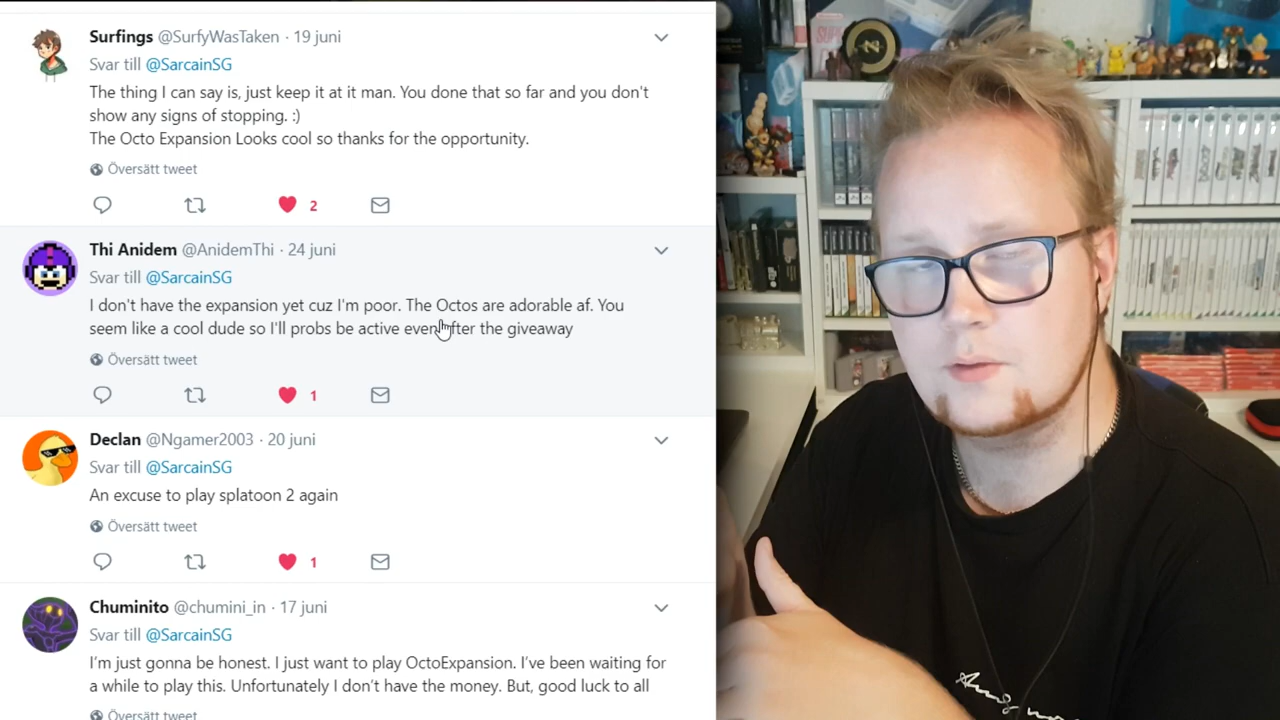 Surfings @SurfyWasTaken · 19 juni
Svar till @SarcainSG
The thing I can say is, just keep it at it man. You done that so far and you don't
show any signs of stopping. :)
The Octo Expansion Looks cool so thanks for the opportunity.
Översätt tweet
2
Thi Anidem @AnidemThi · 24 juni
Svar till @SarcainSG
I don't have the expansion yet cuz I'm poor. The Octos are adorable af. You
seem like a cool dude so I'll probs be active even after the giveaway
Översätt tweet
1
Declan @Ngamer2003 · 20 juni
Svar till @SarcainSG
An excuse to play splatoon 2 again
Översätt tweet
1
Chuminito @chumini_in · 17 juni
Svar till @SarcainSG
I'm just gonna be honest. I just want to play OctoExpansion. I've been waiting for
a while to play this. Unfortunately I don't have the money. But, good luck to all
Översätt tweet